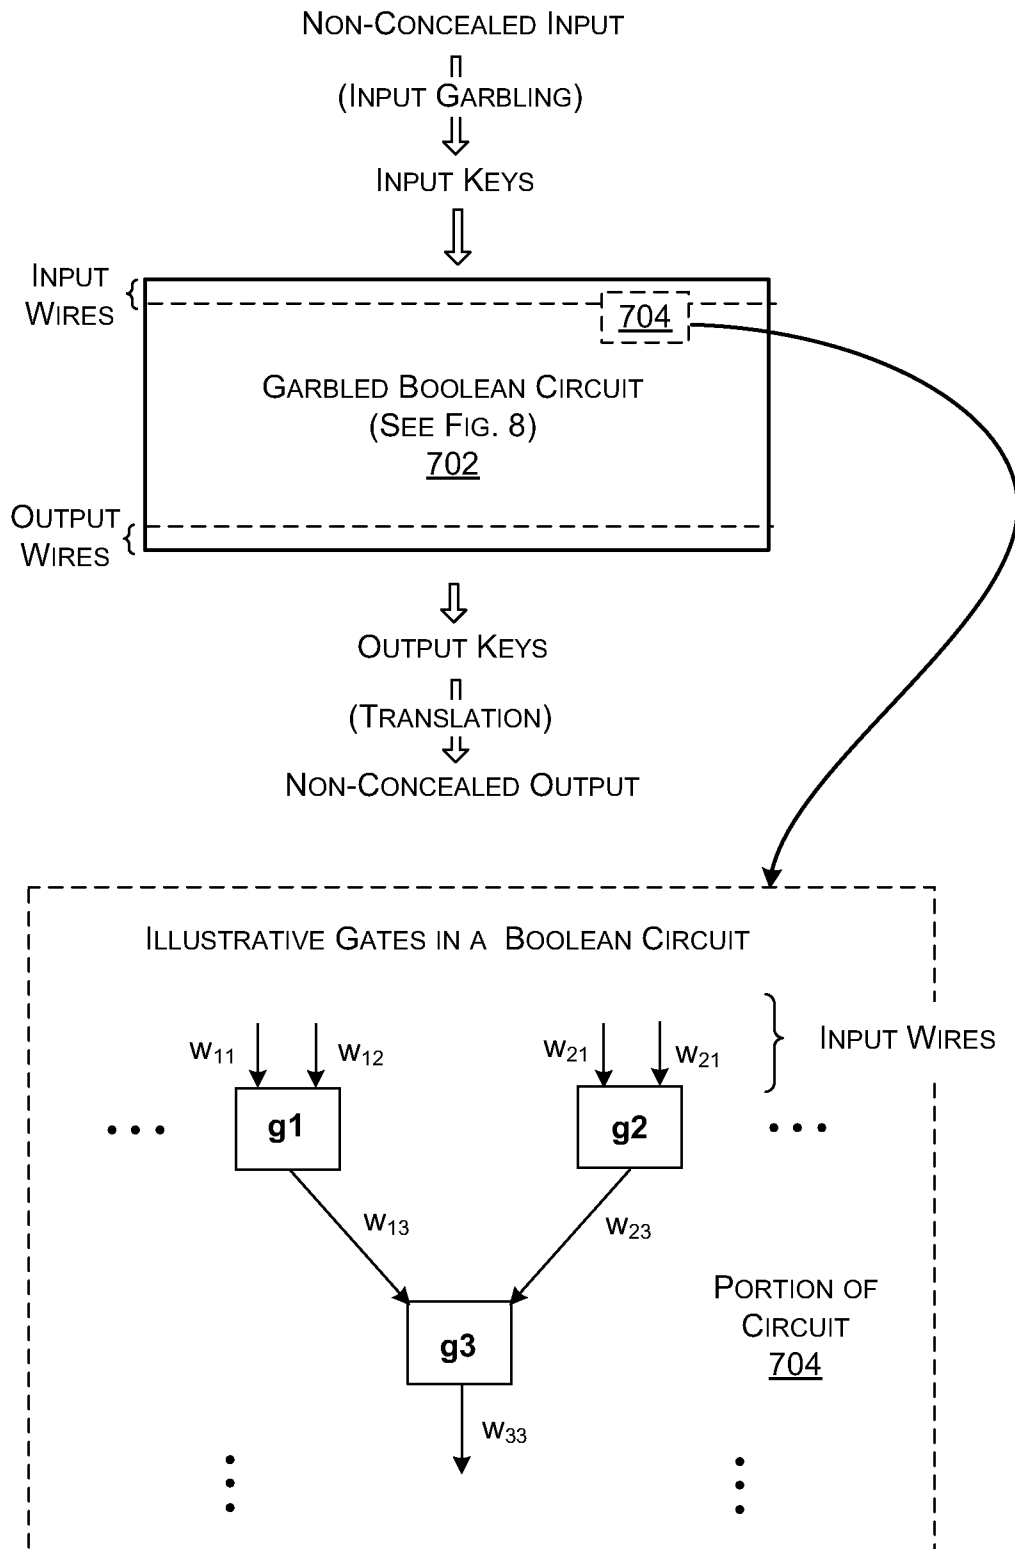 NON-CONCEALED INPUT
(INPUT GARBLING)
INPUT KEYS
INPUT
WIRES
{
704
GARBLED BOOLEAN CIRCUIT
(SEE FIG. 8)
702
OUTPUT
WIRES
{
OUTPUT KEYS
(TRANSLATION)
NON-CONCEALED OUTPUT
ILLUSTRATIVE GATES IN A BOOLEAN CIRCUIT
w11 w12 w21 w21
} INPUT WIRES
• • • g1 g2 • • •
w13 w23
g3
PORTION OF
CIRCUIT
704
w33